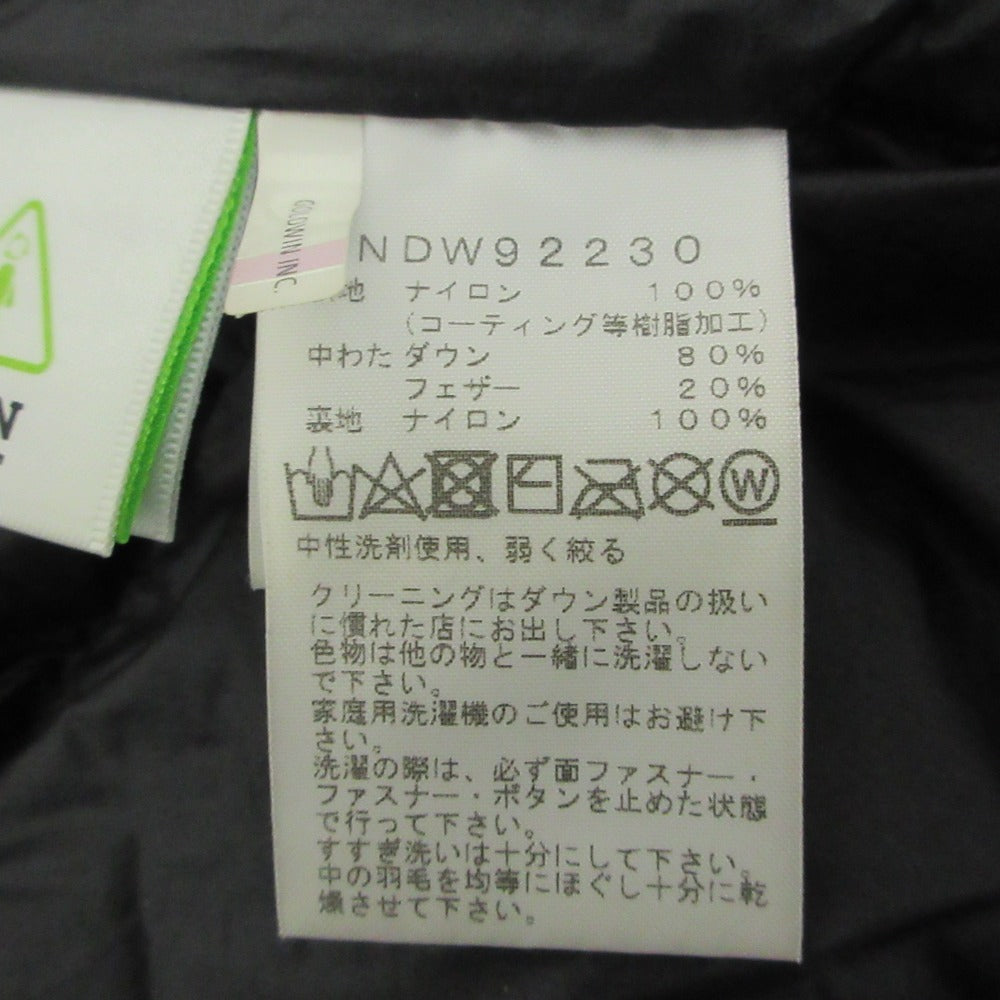 GOLDWIN INC.
NDW92230
地 ナイロン 100%
(コーティング等樹脂加工)
中わた ダウン 80%
フェザー 20%
裏地 ナイロン 100%
W
中性洗剤使用、弱く絞る
クリーニングはダウン製品の扱い
に慣れた店にお出し下さい。
色物は他の物と一緒に洗濯しない
で下さい。
家庭用洗濯機のご使用はお避け下
さい。
洗濯の際は、必ず面ファスナー・
ファスナー・ボタンを止めた状態
で行って下さい。
すすぎ洗いは十分にして下さい。
中の羽毛を均等にほぐし十分に乾
燥させて下さい。